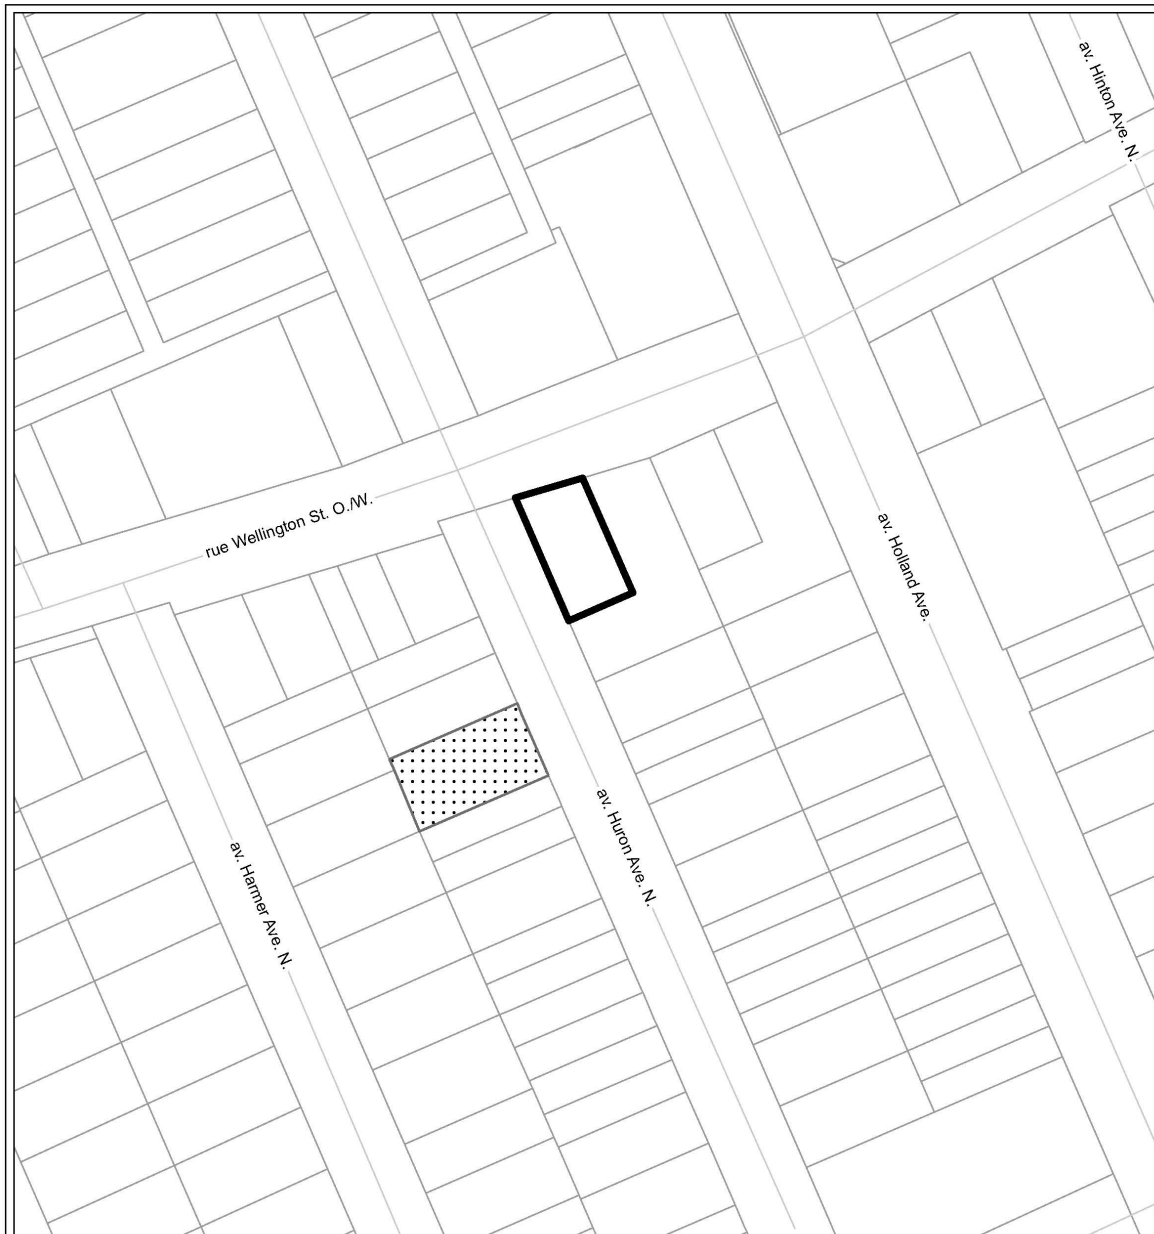 av. Hinton Ave. N.
rue Wellington St. O./W.
av. Holland Ave.
av. Huron Ave. N.
av. Harmer Ave. N.